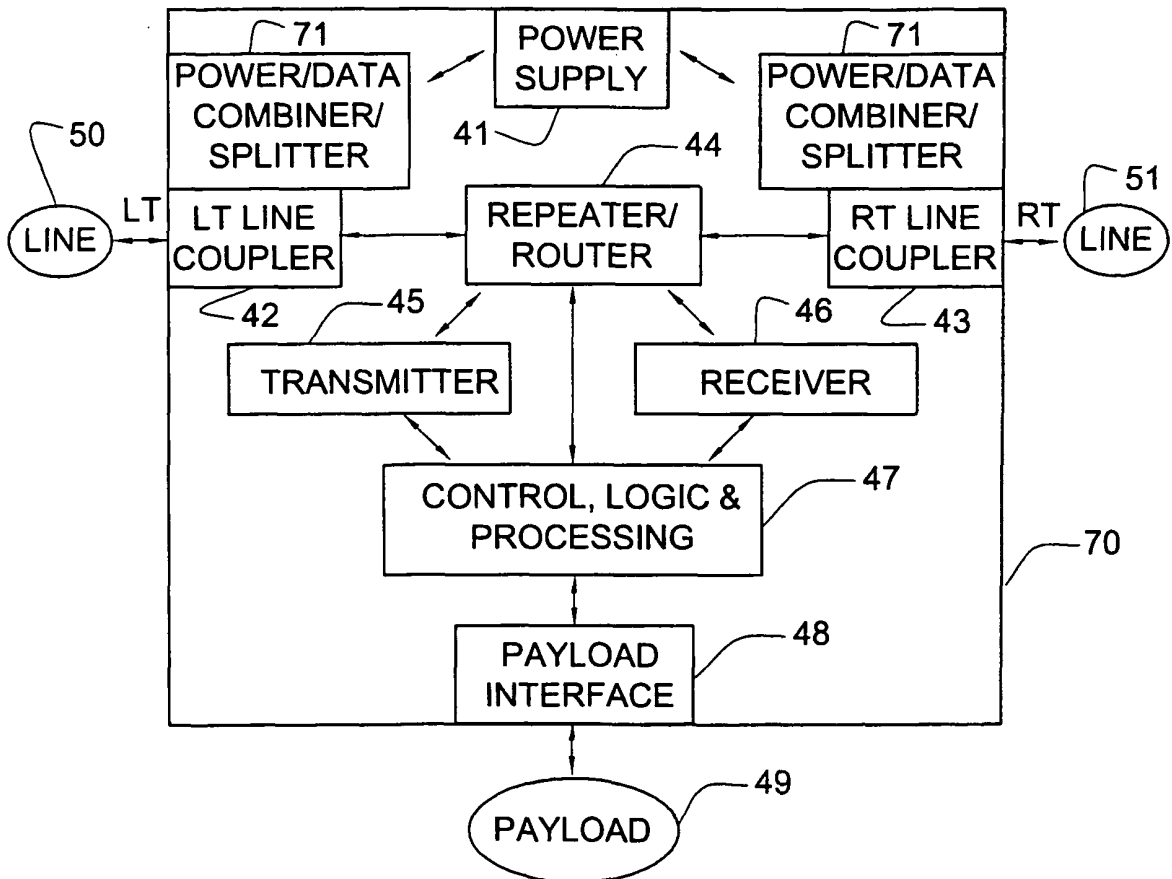 71
POWER/DATA
COMBINER/
SPLITTER
POWER
SUPPLY
41
71
POWER/DATA
COMBINER/
SPLITTER
50
LINE
LT
LT LINE
COUPLER
42
44
REPEATER/
ROUTER
RT LINE
COUPLER
43
RT
51
LINE
45
TRANSMITTER
46
RECEIVER
CONTROL, LOGIC &
PROCESSING
47
70
PAYLOAD
INTERFACE
48
PAYLOAD
49